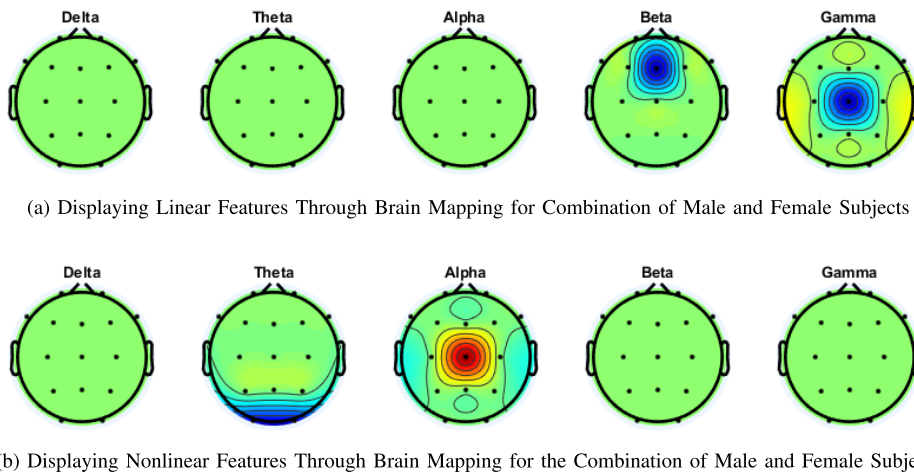 Delta Theta Alpha Beta Gamma
(a) Displaying Linear Features Through Brain Mapping for Combination of Male and Female Subjects
Delta Theta Alpha Beta Gamma
(b) Displaying Nonlinear Features Through Brain Mapping for the Combination of Male and Female Subje